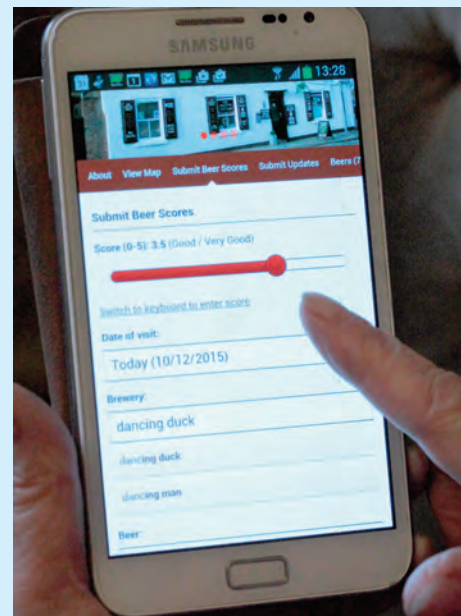 SAMSUNG
13:28
About View Map Submit Beer Scores Submit Updates Beers (7
Submit Beer Scores
Score (0-5): 3.5 (Good / Very Good)
Switch to keyboard to enter score
Date of visit:
Today (10/12/2015)
Brewery:
dancing duck
dancing duck
dancing man
Beer: